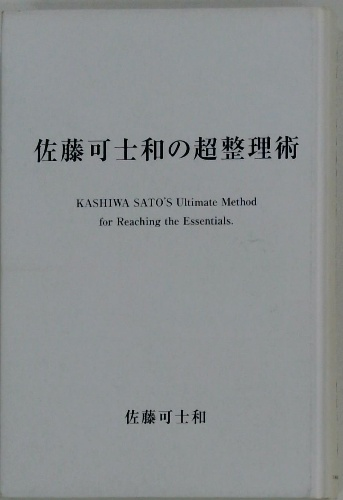 佐藤可士和の超整理術
KASHIWA SATO'S Ultimate Method
for Reaching the Essentials.
佐藤可士和